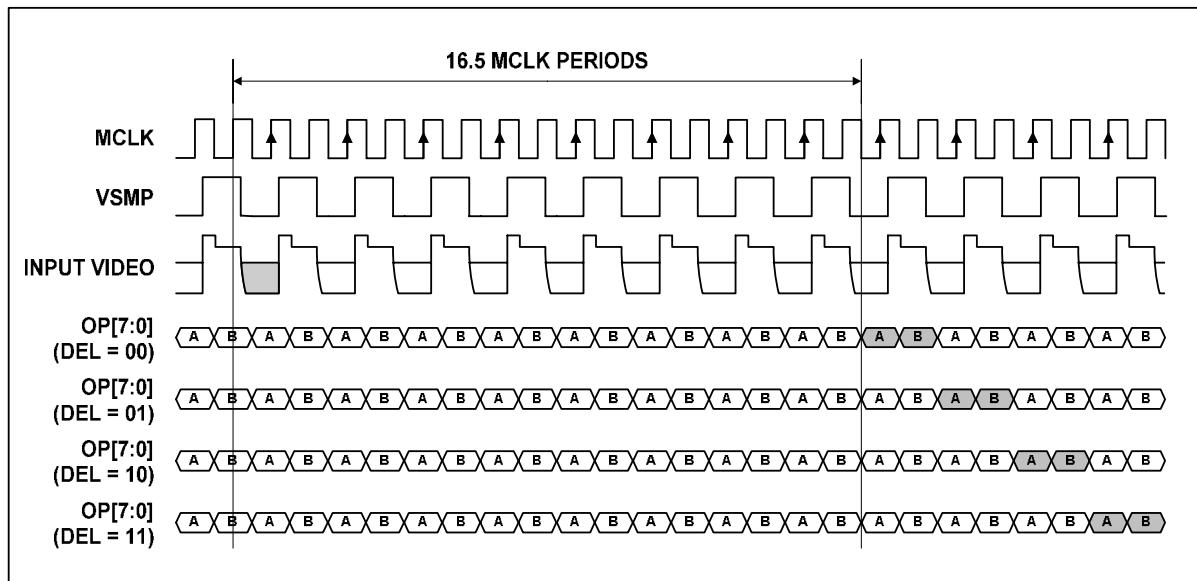 16.5 MCLK PERIODS
MCLK
VSMP
INPUT VIDEO
OP[7:0]
(DEL = 00)
A B A B A B A B A B A B A B A B A B A B A B A B A B
OP[7:0]
(DEL = 01)
A B A B A B A B A B A B A B A B A B A B A B A B A B
OP[7:0]
(DEL = 10)
A B A B A B A B A B A B A B A B A B A B A B A B A B
OP[7:0]
(DEL = 11)
A B A B A B A B A B A B A B A B A B A B A B A B A B